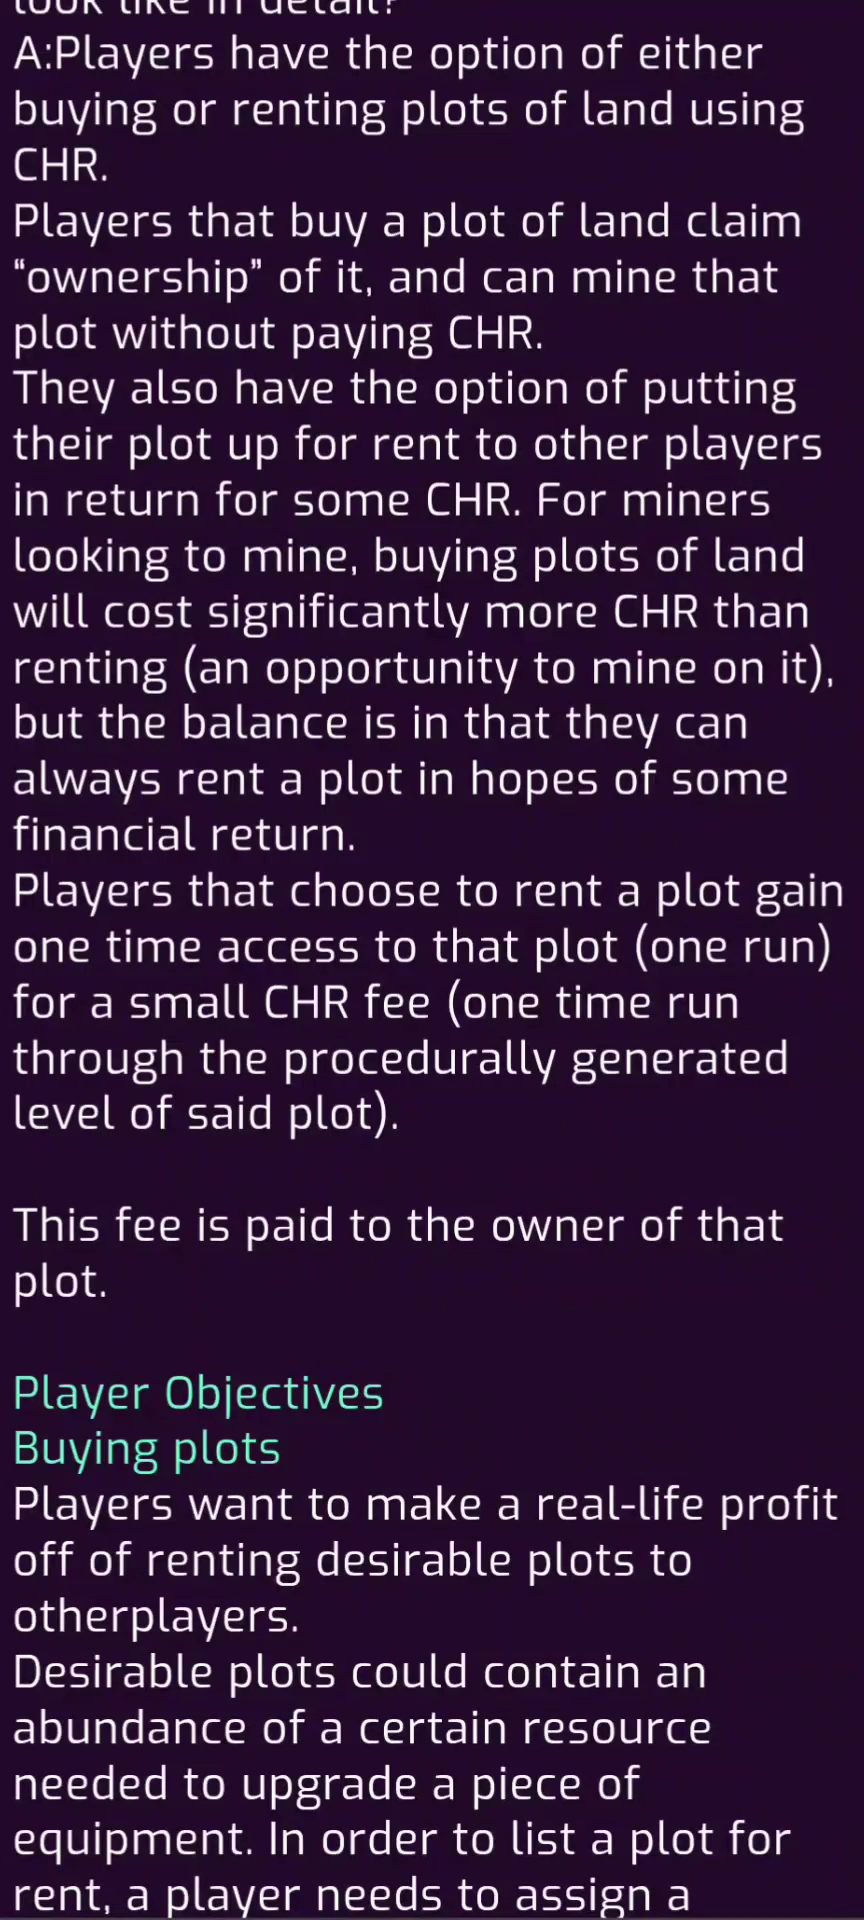 look like in detail?
A:Players have the option of either
buying or renting plots of land using
CHR.
Players that buy a plot of land claim
“ownership” of it, and can mine that
plot without paying CHR.
They also have the option of putting
their plot up for rent to other players
in return for some CHR. For miners
looking to mine, buying plots of land
will cost significantly more CHR than
renting (an opportunity to mine on it),
but the balance is in that they can
always rent a plot in hopes of some
financial return.
Players that choose to rent a plot gain
one time access to that plot (one run)
for a small CHR fee (one time run
through the procedurally generated
level of said plot).
This fee is paid to the owner of that
plot.
Player Objectives
Buying plots
Players want to make a real-life profit
off of renting desirable plots to
otherplayers.
Desirable plots could contain an
abundance of a certain resource
needed to upgrade a piece of
equipment. In order to list a plot for
rent, a player needs to assign a